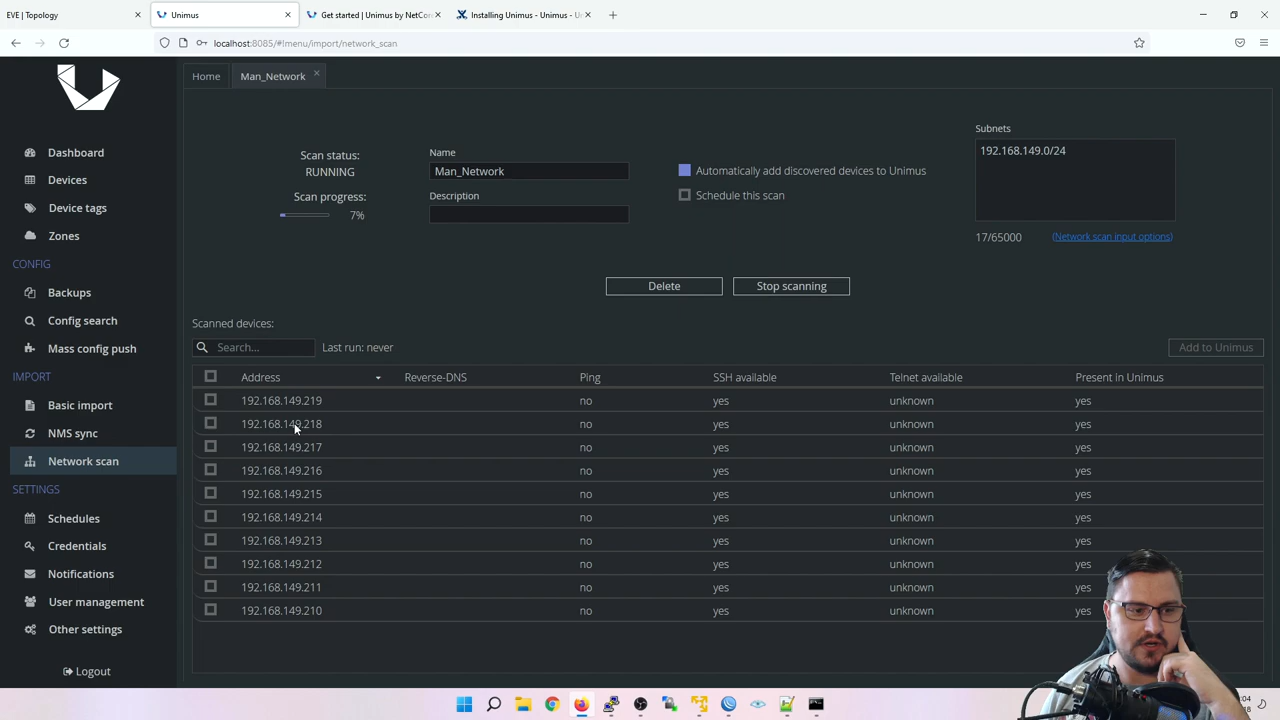 EVE | Topology
Unimus
Get started | Unimus by NetCore
Installing Unimus - Unimus - Un
localhost:8085/#!menu/import/network_scan
Home
Man_Network
Dashboard
Devices
Device tags
Zones
CONFIG
Backups
Config search
Mass config push
IMPORT
Basic import
NMS sync
Network scan
SETTINGS
Schedules
Credentials
Notifications
User management
Other settings
Logout
Scan status:
RUNNING
Scan progress:
7%
Name
Man_Network
Description
Automatically add discovered devices to Unimus
Schedule this scan
Subnets
192.168.149.0/24
17/65000
(Network scan input options)
Delete
Stop scanning
Scanned devices:
Search...
Last run: never
Add to Unimus
Address Reverse-DNS Ping SSH available Telnet available Present in Unimus
192.168.149.219 no yes unknown yes
192.168.149.218 no yes unknown yes
192.168.149.217 no yes unknown yes
192.168.149.216 no yes unknown yes
192.168.149.215 no yes unknown yes
192.168.149.214 no yes unknown yes
192.168.149.213 no yes unknown yes
192.168.149.212 no yes unknown yes
192.168.149.211 no yes unknown yes
192.168.149.210 no yes unknown yes